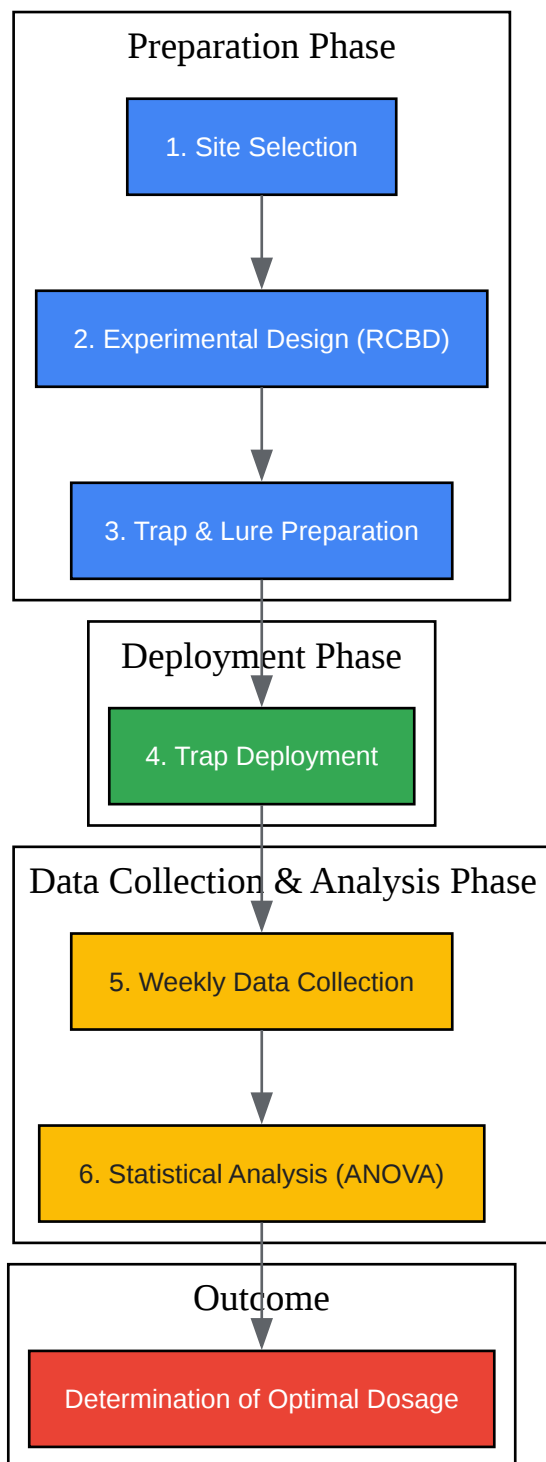 Preparation Phase
1. Site Selection
2. Experimental Design (RCBD)
3. Trap & Lure Preparation
Deployment Phase
4. Trap Deployment
Data Collection & Analysis Phase
5. Weekly Data Collection
6. Statistical Analysis (ANOVA)
Outcome
Determination of Optimal Dosage